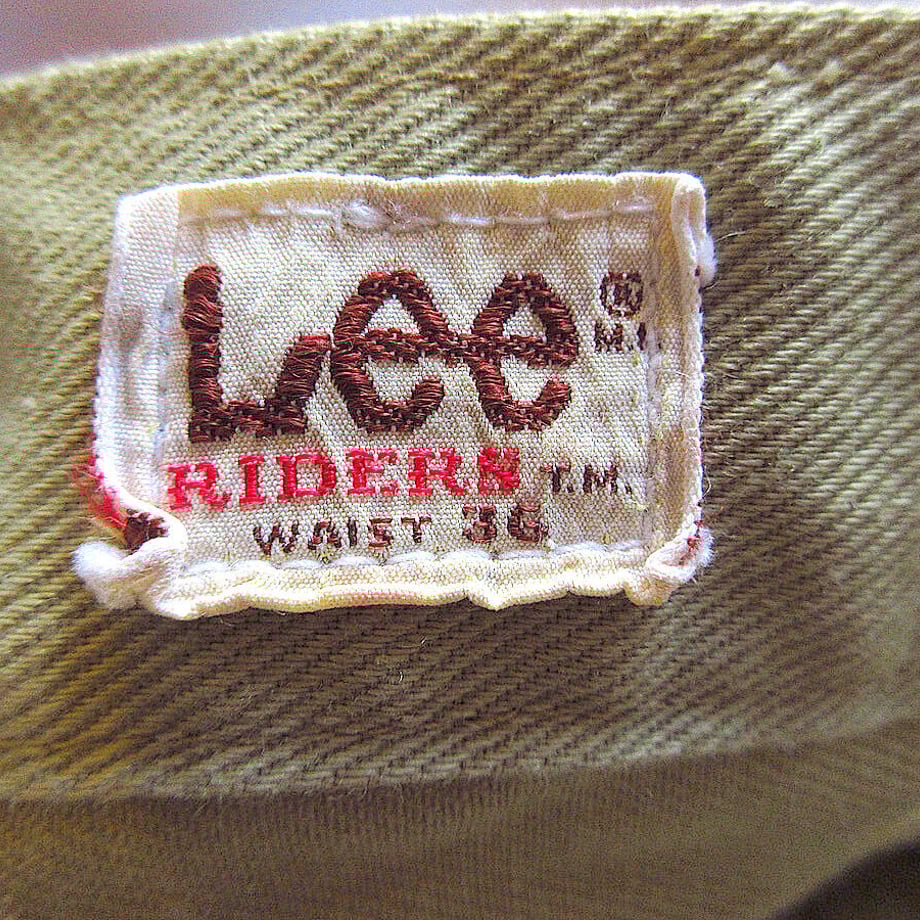 Lee ®
M.R.
RIDERS T.M.
WAIST 36